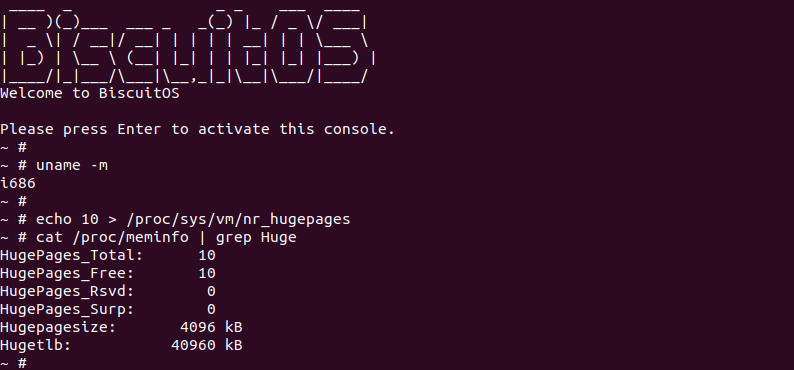 ____  _                _ _    ___  ____
| __ )(_)___  ___ _   _(_) |_ / _ \/ ___|
|  _ \| / __|/ __| | | | | __| | | \___ \
| |_) | \__ \ (__| |_| | | |_| |_| |___) |
|____/|_|___/\___|\__,_|_|\__|\___/|____/
Welcome to BiscuitOS
Please press Enter to activate this console.
~ #
~ # uname -m
i686
~ #
~ # echo 10 > /proc/sys/vm/nr_hugepages
~ # cat /proc/meminfo | grep Huge
HugePages_Total:      10
HugePages_Free:       10
HugePages_Rsvd:        0
HugePages_Surp:        0
Hugepagesize:       4096 kB
Hugetlb:           40960 kB
~ #